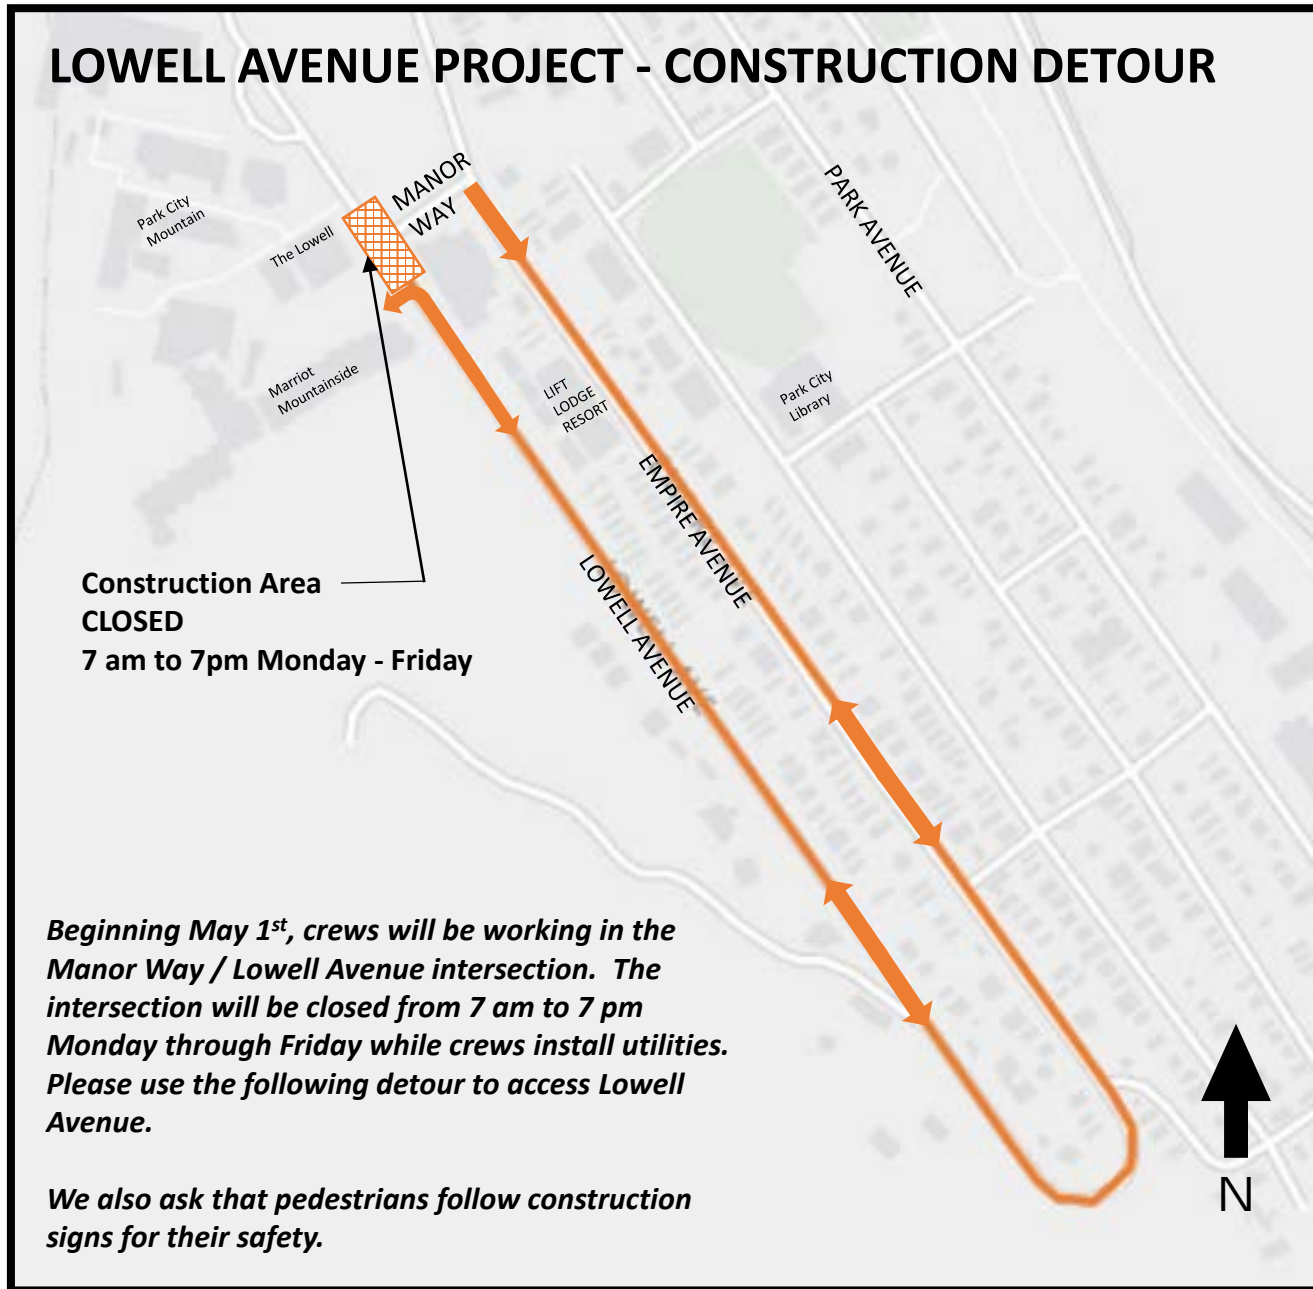 LOWELL AVENUE PROJECT - CONSTRUCTION DETOUR
MANOR
WAY
PARK AVENUE
Park City
Mountain
The Lowell
Marriot
Mountainside
LIFT
LODGE
RESORT
Park City
Library
EMPIRE AVENUE
LOWELL AVENUE
Construction Area
CLOSED
7 am to 7pm Monday - Friday
Beginning May 1st, crews will be working in the
Manor Way / Lowell Avenue intersection. The
intersection will be closed from 7 am to 7 pm
Monday through Friday while crews install utilities.
Please use the following detour to access Lowell
Avenue.
We also ask that pedestrians follow construction
signs for their safety.
N